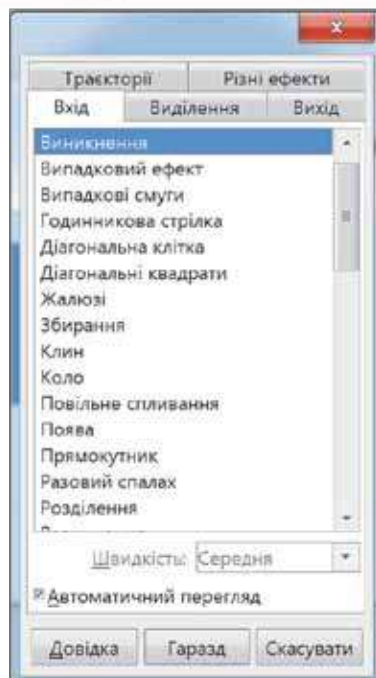 Траєкторії Різні ефекти
Вхід Виділення Вихід
Виникнення
Випадковий ефект
Випадкові смуги
Годинникова стрілка
Діагональна клітка
Діагональні квадрати
Жалюзі
Збирання
Клин
Коло
Повільне спливання
Поява
Прямокутник
Разовий спалах
Розділення
Швидкість: Середня
Автоматичний перегляд
Довідка Гаразд Скасувати